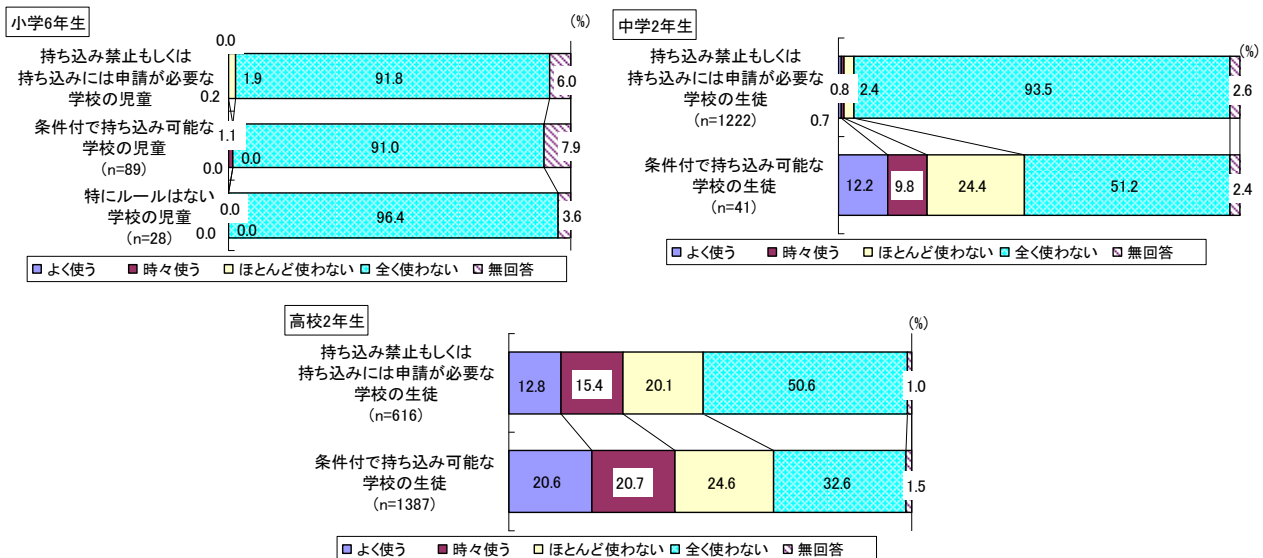 小学6年生
(%)
持ち込み禁止もしくは
持ち込みには申請が必要な
学校の児童
0.0
0.2
1.9
91.8
6.0
条件付で持ち込み可能な
学校の児童
(n=89)
1.1
0.0
0.0
91.0
7.9
特にルールはない
学校の児童
(n=28)
0.0
0.0
0.0
96.4
3.6
よく使う 時々使う ほとんど使わない 全く使わない 無回答
中学2年生
(%)
持ち込み禁止もしくは
持ち込みには申請が必要な
学校の生徒
(n=1222)
0.8
0.7
2.4
93.5
2.6
条件付で持ち込み可能な
学校の生徒
(n=41)
12.2
9.8
24.4
51.2
2.4
よく使う 時々使う ほとんど使わない 全く使わない 無回答
高校2年生
(%)
持ち込み禁止もしくは
持ち込みには申請が必要な
学校の生徒
(n=616)
12.8
15.4
20.1
50.6
1.0
条件付で持ち込み可能な
学校の生徒
(n=1387)
20.6
20.7
24.6
32.6
1.5
よく使う 時々使う ほとんど使わない 全く使わない 無回答